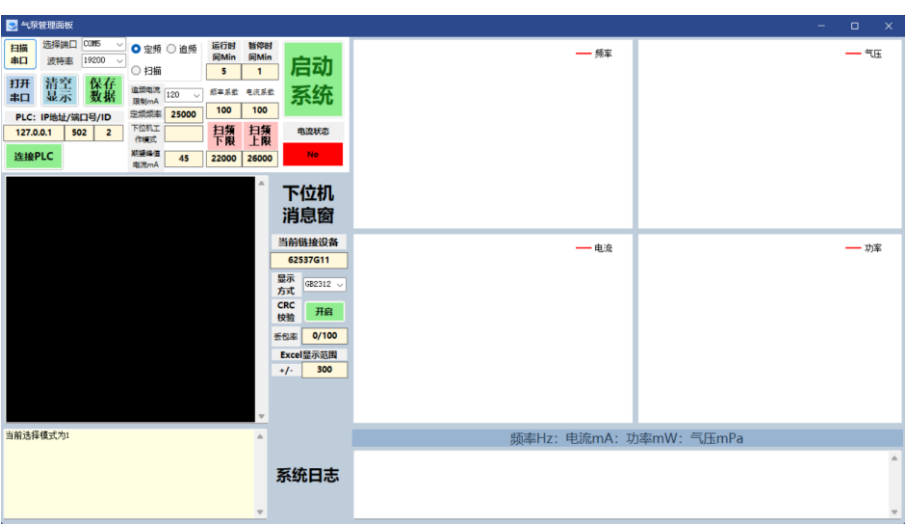 气泵管理面板
扫描串口
选择端口 COM5
波特率 19200
定频 追频
扫描
运行时间Min
暂停时间Min
5 1
启动系统
打开串口
清空显示
保存数据
追频电流限制mA 120
频率系数 电流系数
100 100
定频频率 25000
PLC: IP地址/端口号/ID
127.0.0.1 502 2
下位机工作模式
扫频下限
扫频上限
电流状态
连接PLC
期望峰值电流mA 45
22000 26000
No
频率
气压
下位机消息窗
当前链接设备
62537G11
电流
功率
显示方式 GB2312
CRC校验 开启
丢包率 0/100
Excel显示范围
+/- 300
当前选择模式为1
系统日志
频率Hz: 电流mA: 功率mW: 气压mPa